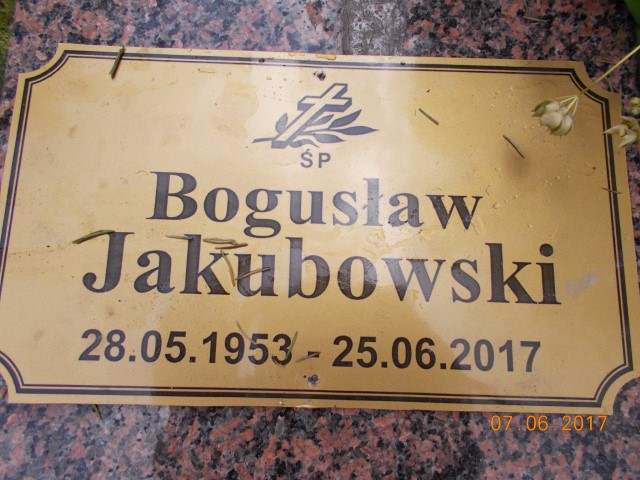 ŚP
Bogusław
Jakubowski
28.05.1953 - 25.06.2017
07.06.2017